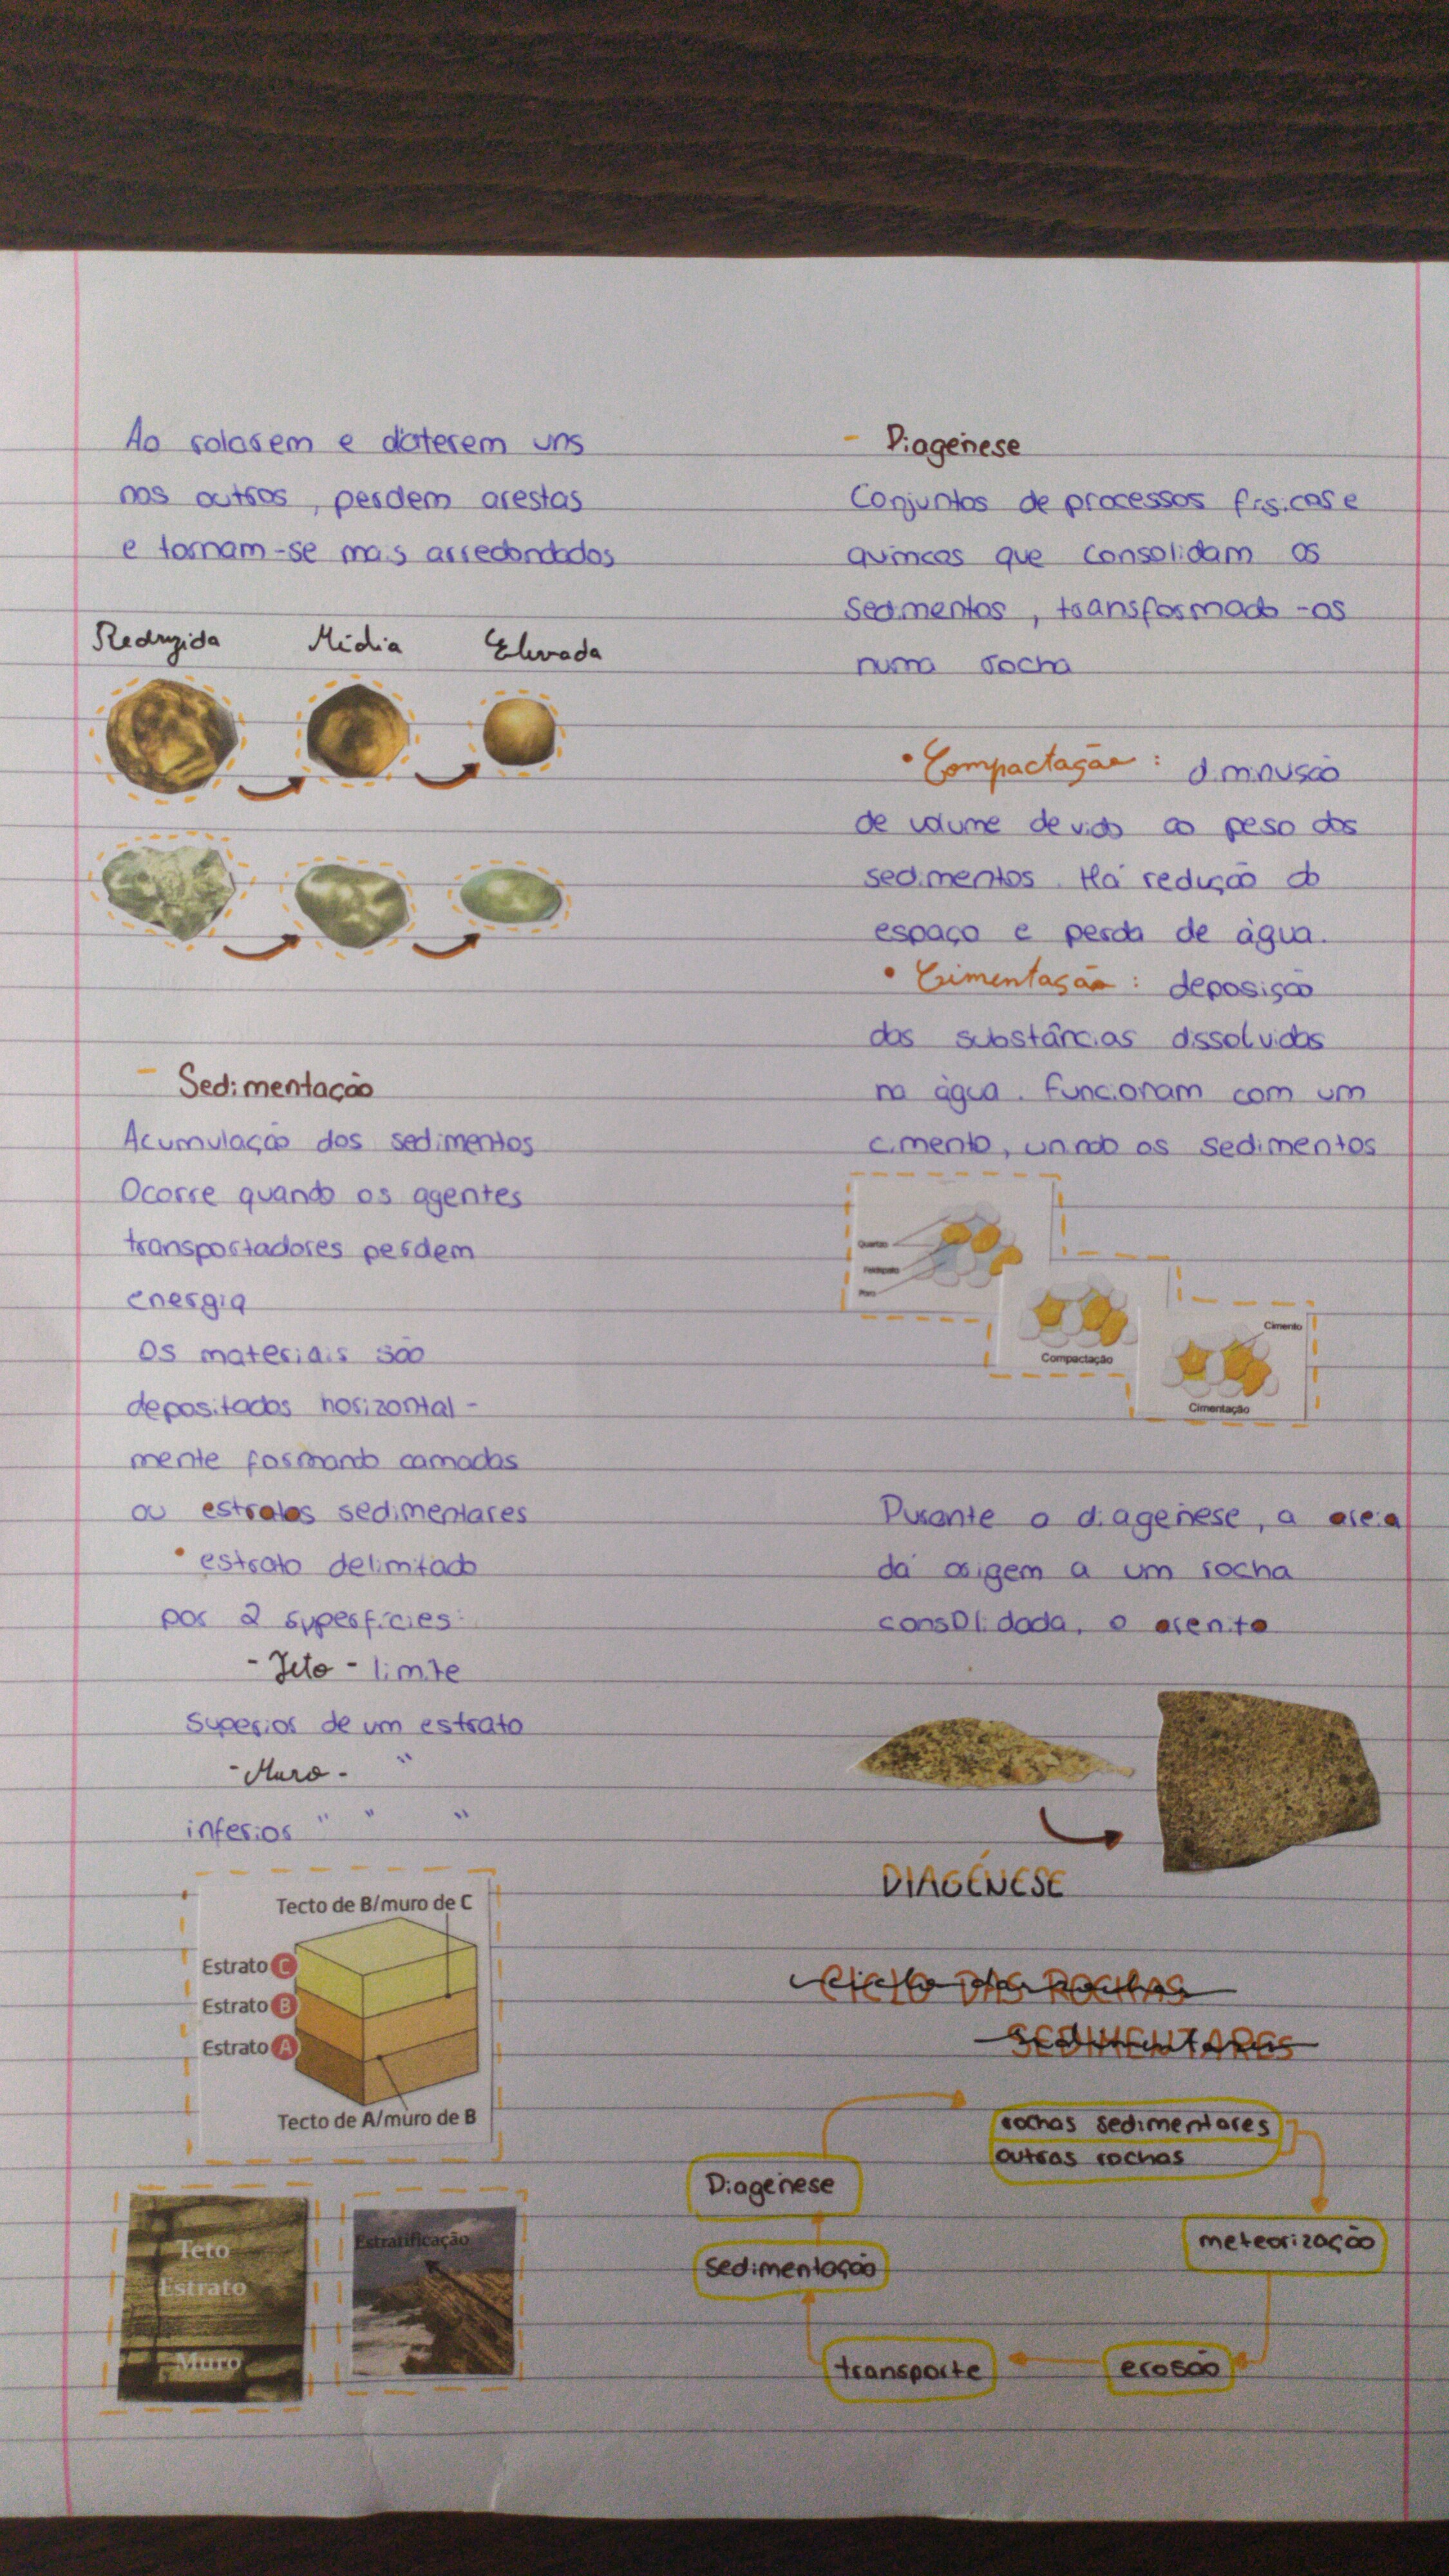 Ao rolarem e baterem uns
nos outros, perdem arestas
e tornam-se mais arredondados
Reduzida Média Elevada
- Sedimentação
Acumulação dos sedimentos
Ocorre quando os agentes
transportadores perdem
energia
Os materiais são
depositados horizontal-
mente formando camadas
ou estratos sedimentares
• estrato delimitado
por 2 superfícies:
- Teto - limite
superior de um estrato
- Muro - "
inferior " " "
Tecto de B/muro de C
Estrato C
Estrato B
Estrato A
Tecto de A/muro de B
Teto
Estrato
Muro
Estratificação
- Diagénese
Conjuntos de processos físicos e
químicos que consolidam os
sedimentos, transformado-os
numa rocha
• Compactação: diminuição
de volume devido ao peso dos
sedimentos. Há redução do
espaço e perda de água.
• Cimentação: deposição
das substâncias dissolvidas
na água. Funcionam com um
cimento, unindo os sedimentos
Quartzo
Feldspato
Poro
Compactação
Cimento
Cimentação
Durante a diagénese, a areia
dá origem a um rocha
consolidada, o arenito
DIAGÉNESE
CICLO DAS ROCHAS
SEDIMENTARES
rochas sedimentares
outras rochas
Diagénese
meteorização
Sedimentação
transporte
erosão